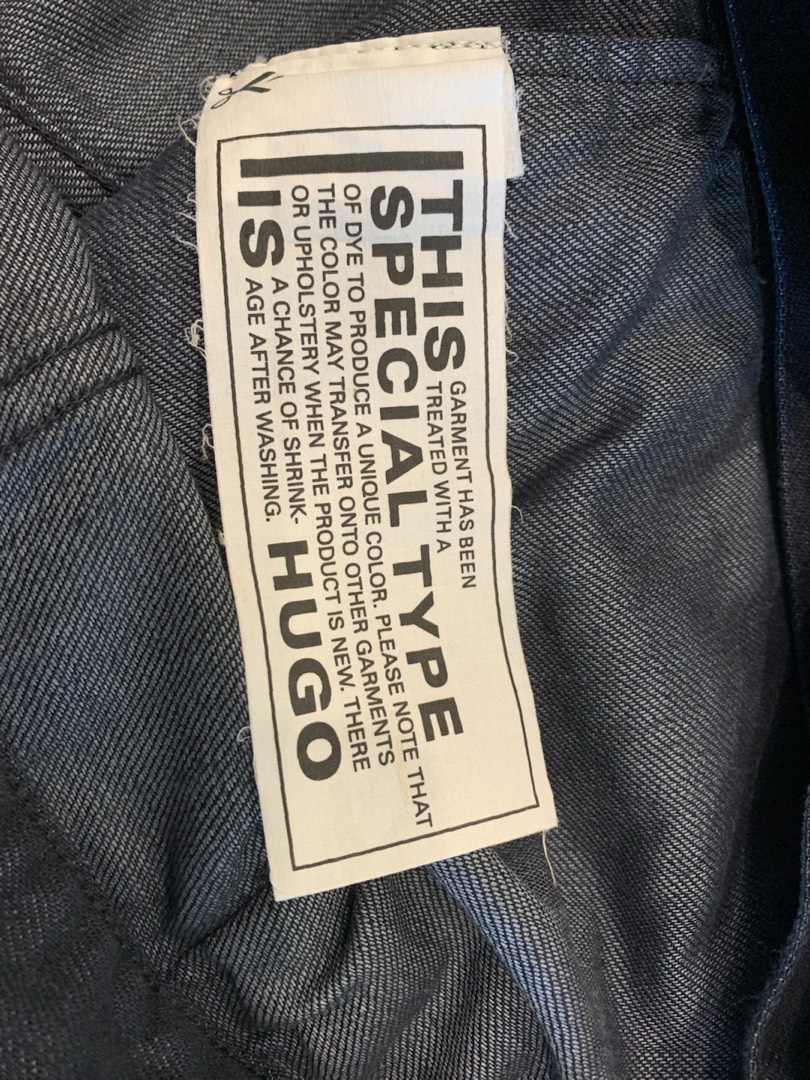 THIS GARMENT HAS BEEN
TREATED WITH A
SPECIAL TYPE
OF DYE TO PRODUCE A UNIQUE COLOR. PLEASE NOTE THAT
THE COLOR MAY TRANSFER ONTO OTHER GARMENTS
OR UPHOLSTERY WHEN THE PRODUCT IS NEW. THERE
IS A CHANCE OF SHRINK-
AGE AFTER WASHING.
HUGO